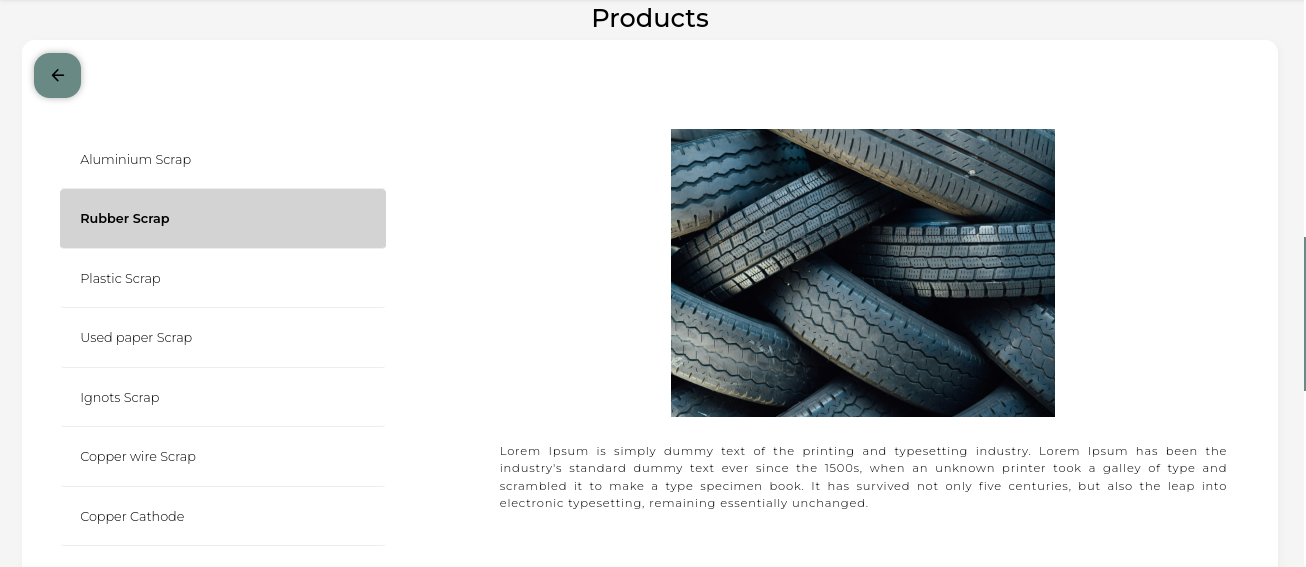 Products
Aluminium Scrap
Rubber Scrap
Plastic Scrap
Used paper Scrap
Ignots Scrap
Copper wire Scrap
Copper Cathode
Lorem Ipsum is simply dummy text of the printing and typesetting industry. Lorem Ipsum has been the
industry's standard dummy text ever since the 1500s, when an unknown printer took a galley of type and
scrambled it to make a type specimen book. It has survived not only five centuries, but also the leap into
electronic typesetting, remaining essentially unchanged.